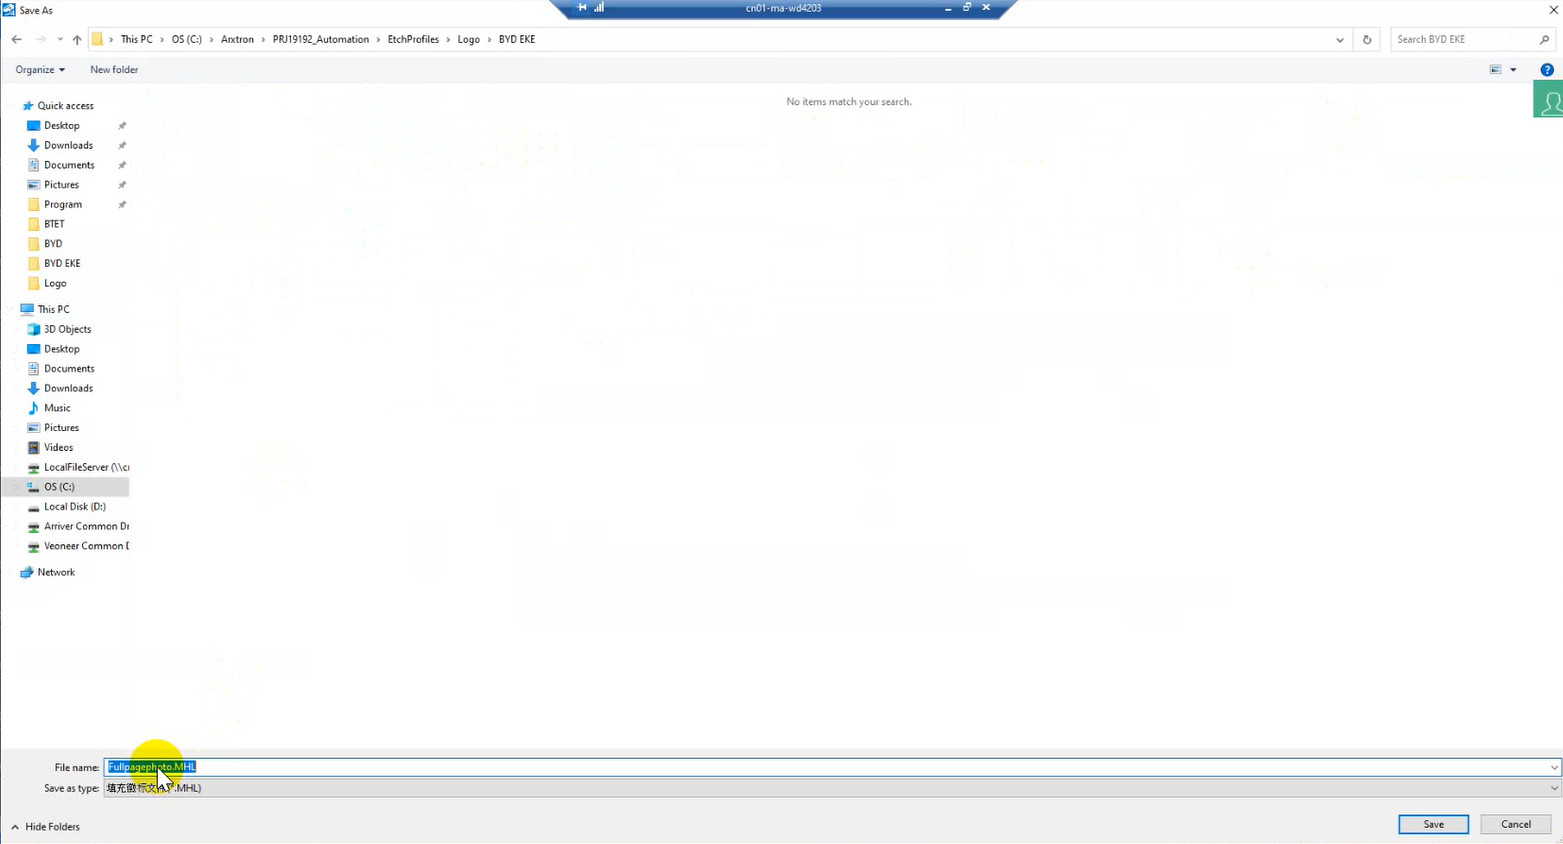 Save As
cn01-ma-wd4203
This PC > OS (C:) > Arxtron > PRJ19192_Automation > EtchProfiles > Logo > BYD EKE
Search BYD EKE
Organize
New folder
No items match your search.
Quick access
Desktop
Downloads
Documents
Pictures
Program
BTET
BYD
BYD EKE
Logo
This PC
3D Objects
Desktop
Documents
Downloads
Music
Pictures
Videos
LocalFileServer (\\cn
OS (C:)
Local Disk (D:)
Arriver Common Dr
Veoneer Common D
Network
File name: Fullpagephoto.MHL
Save as type: 填充徽标文 .MHL)
Hide Folders
Save
Cancel